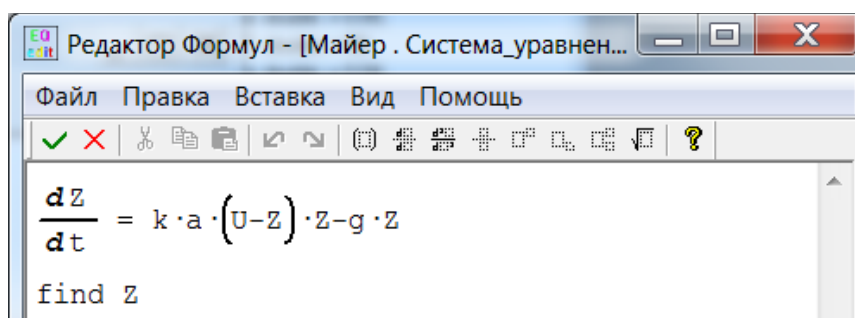 EQ
Edit
Редактор Формул - [Майер . Система_уравнен...
Файл Правка Вставка Вид Помощь
dZ
dt
= k·a·(U-Z)·Z-g·Z
find Z